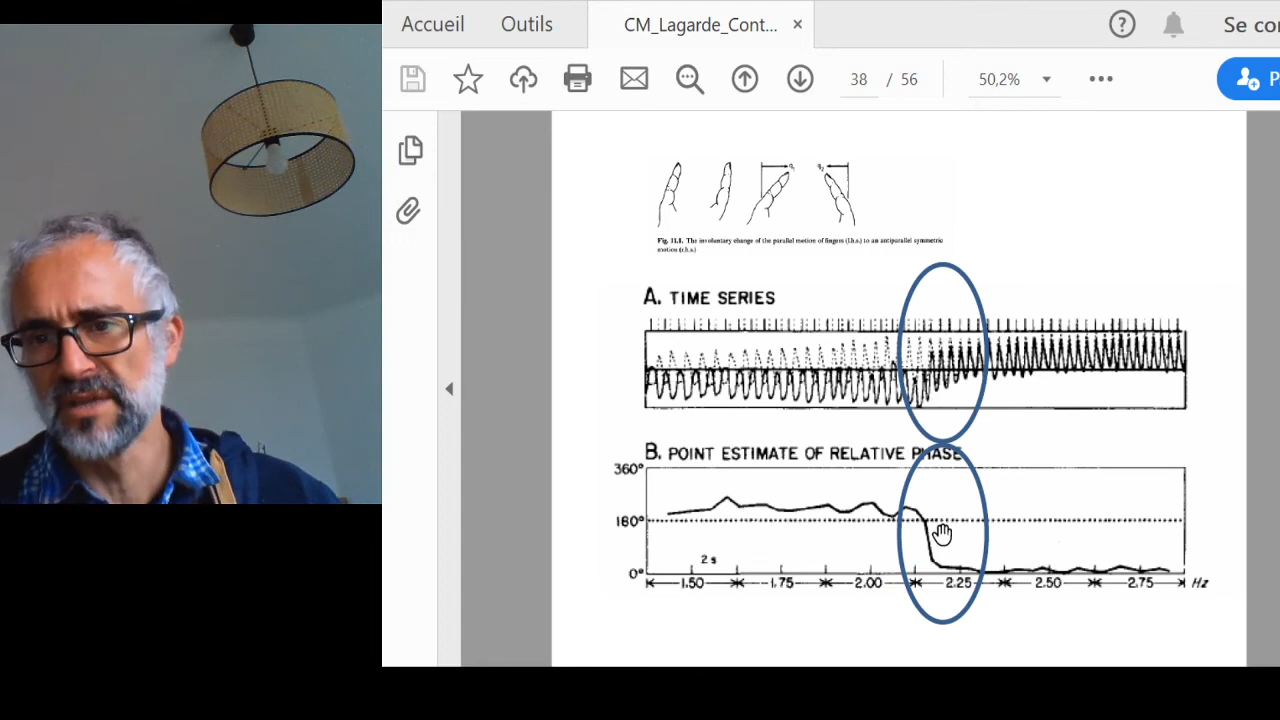 Accueil Outils CM_Lagarde_Cont... × ? Se co
38 / 56 50,2% P
Fig. 11.1. The involuntary change of the parallel motion of fingers (l.h.s.) to an antiparallel symmetric
motion (r.h.s.)
A. TIME SERIES
B. POINT ESTIMATE OF RELATIVE PHASE
360°
180°
2 s
0°
1.50 1.75 2.00 2.25 2.50 2.75 Hz